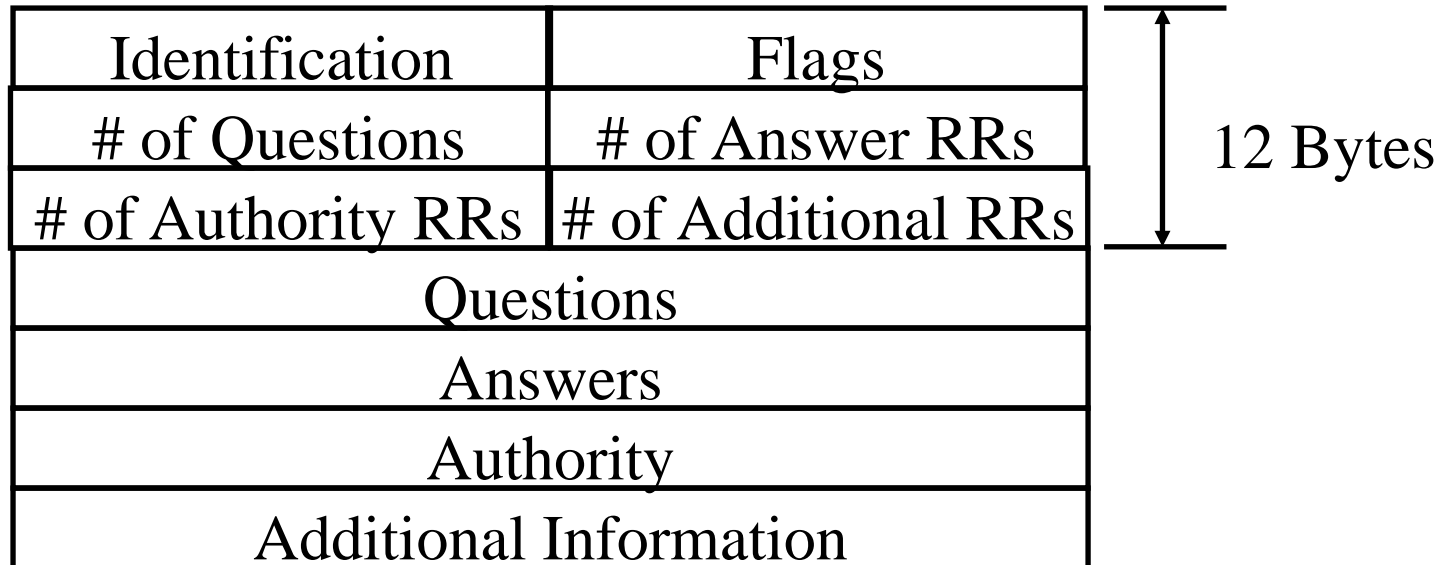 Identification Flags
# of Questions # of Answer RRs 12 Bytes
# of Authority RRs # of Additional RRs
Questions
Answers
Authority
Additional Information